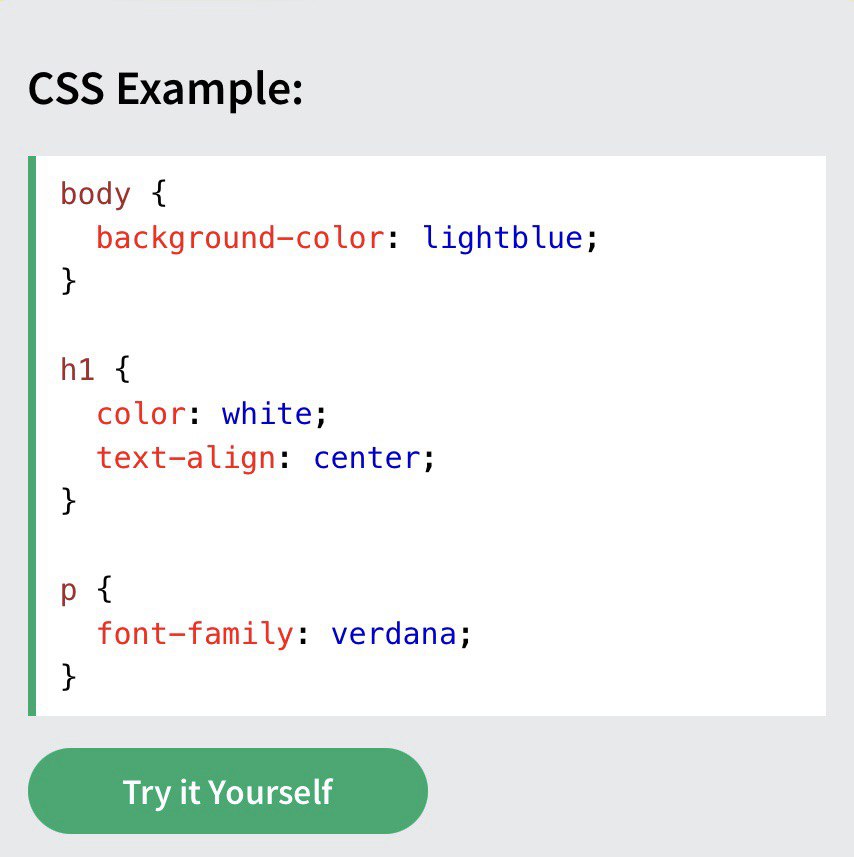 CSS Example:
body {
  background-color: lightblue;
}

h1 {
  color: white;
  text-align: center;
}

p {
  font-family: verdana;
}
Try it Yourself